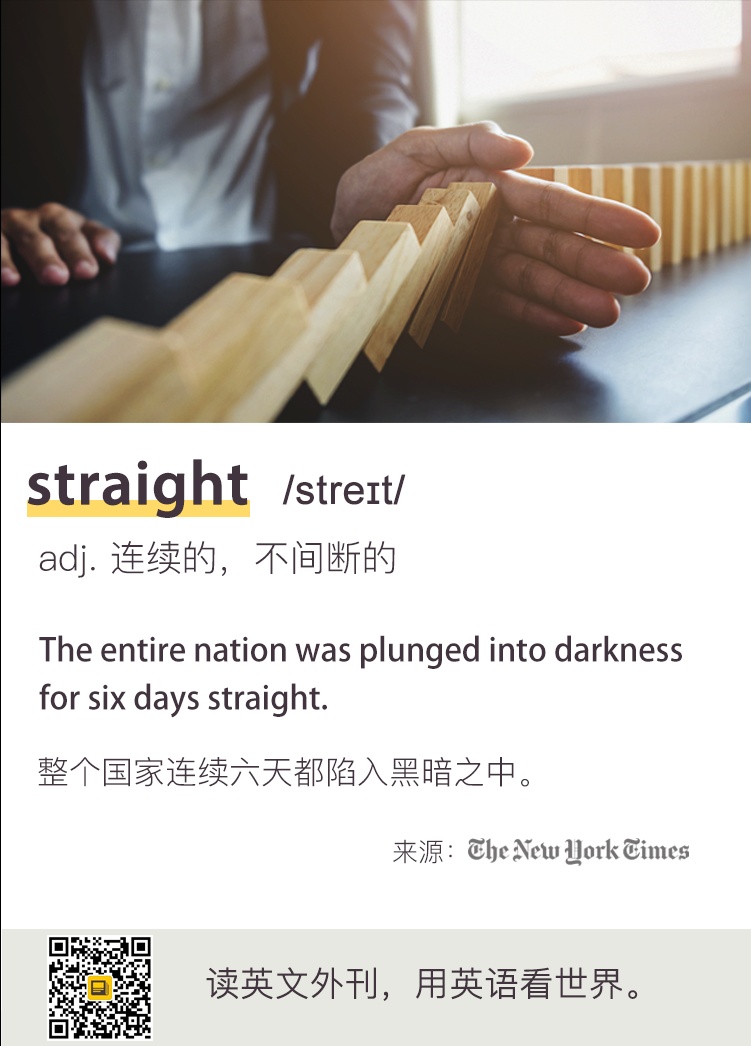 straight /streɪt/
adj. 连续的，不间断的
The entire nation was plunged into darkness
for six days straight.
整个国家连续六天都陷入黑暗之中。
来源：The New York Times
读英文外刊，用英语看世界。